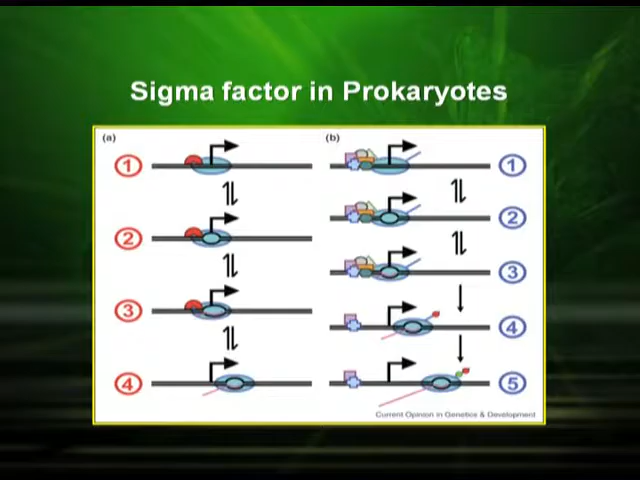 Sigma factor in Prokaryotes
(a)
1
2
3
4
(b)
1
2
3
4
5
Current Opinion in Genetics & Development